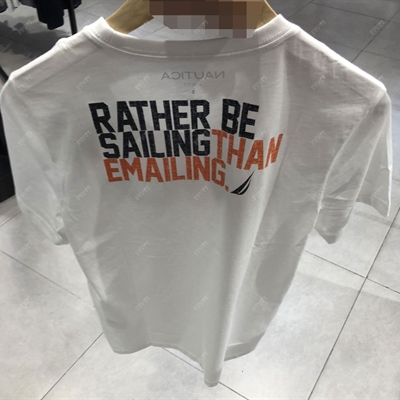 NAUTICA
RATHER BE
SAILING THAN
EMAILING.